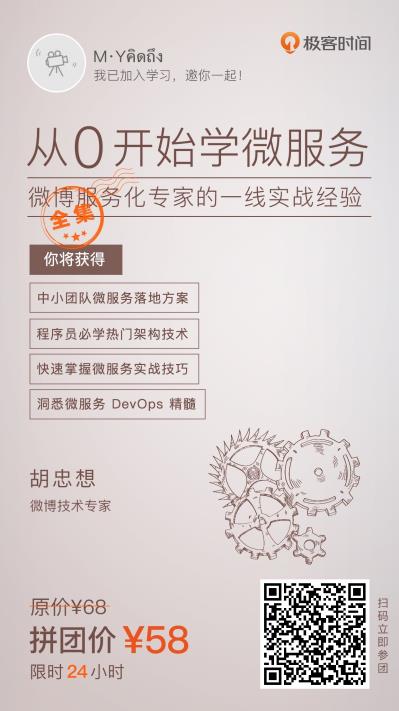 M·Yคิดถึง
我已加入学习，邀你一起！
极客时间
从0开始学微服务
微博服务化专家的一线实战经验
全集
你将获得
中小团队微服务落地方案
程序员必学热门架构技术
快速掌握微服务实战技巧
洞悉微服务 DevOps 精髓
胡忠想
微博技术专家
原价¥68
拼团价 ¥58
限时 24 小时
扫码立即参团